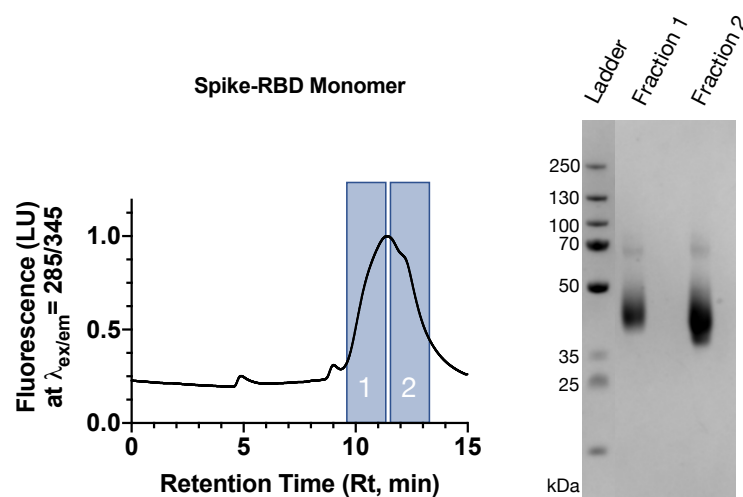 Spike-RBD Monomer
Fluorescence (LU)
at λex/em= 285/345
1.0
0.5
0.0
1
2
0
5
10
15
Retention Time (Rt, min)
Ladder
Fraction 1
Fraction 2
250
130
100
70
50
35
25
kDa